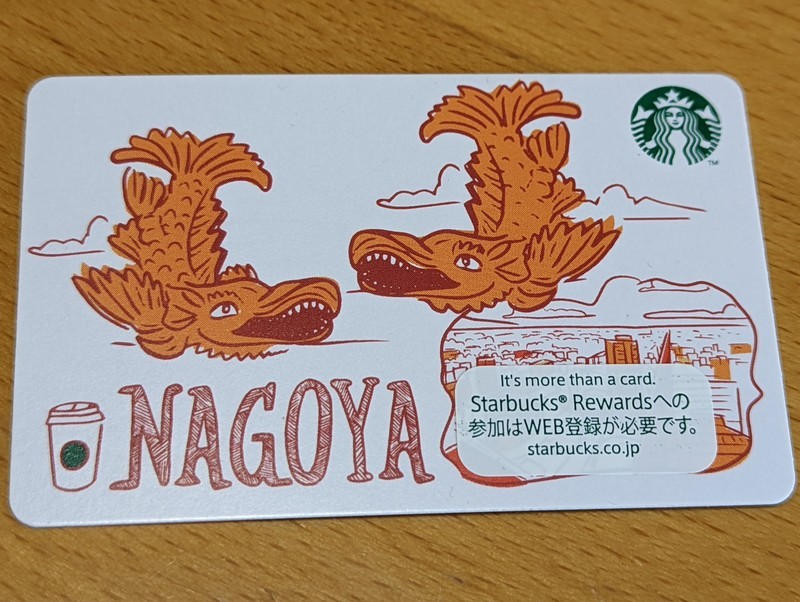 TM
NAGOYA
It's more than a card.
Starbucks® Rewardsへの
参加はWEB登録が必要です。
starbucks.co.jp